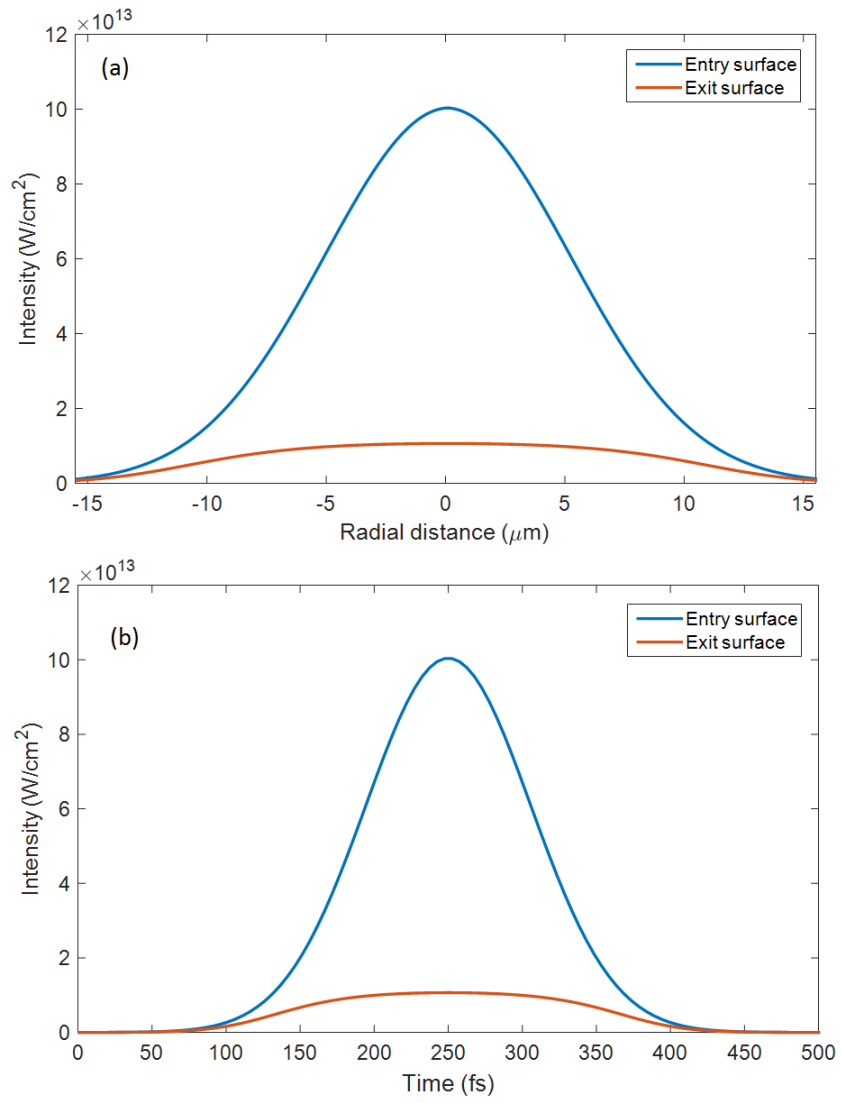 ×10^13
12
(a)
Entry surface
Exit surface
10
8
6
4
2
0
Intensity (W/cm²)
-15 -10 -5 0 5 10 15
Radial distance (μm)
×10^13
12
(b)
Entry surface
Exit surface
10
8
6
4
2
0
Intensity (W/cm²)
0 50 100 150 200 250 300 350 400 450 500
Time (fs)